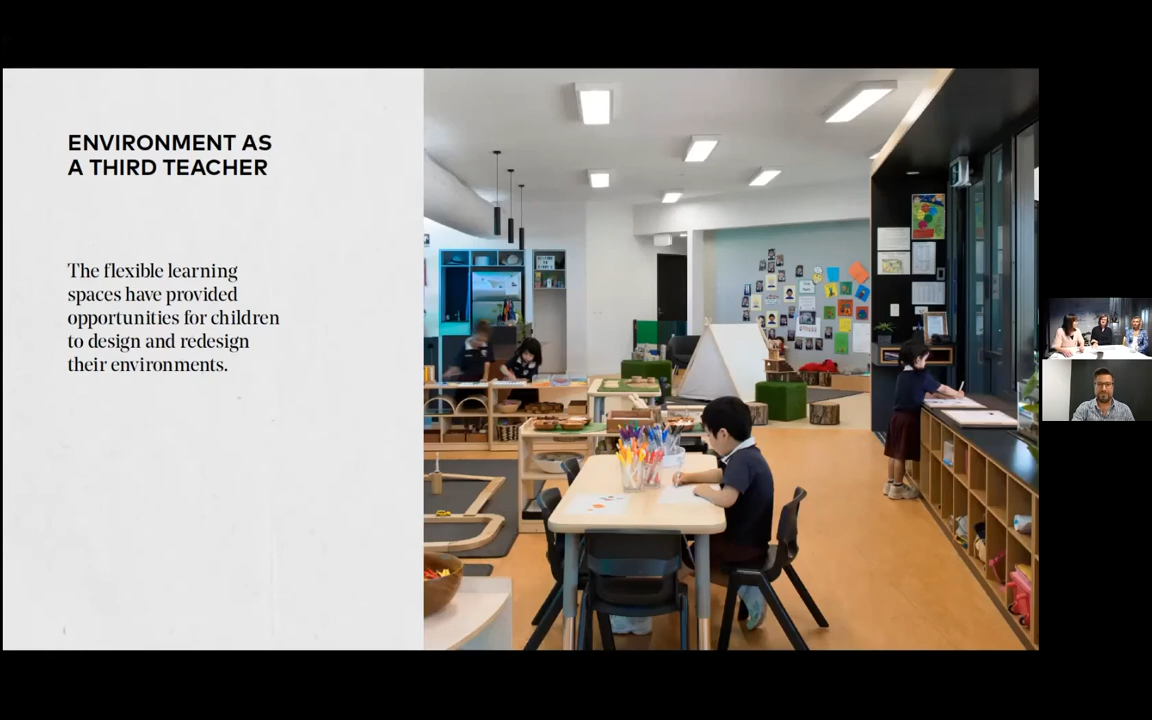 ENVIRONMENT AS
A THIRD TEACHER
The flexible learning
spaces have provided
opportunities for children
to design and redesign
their environments.